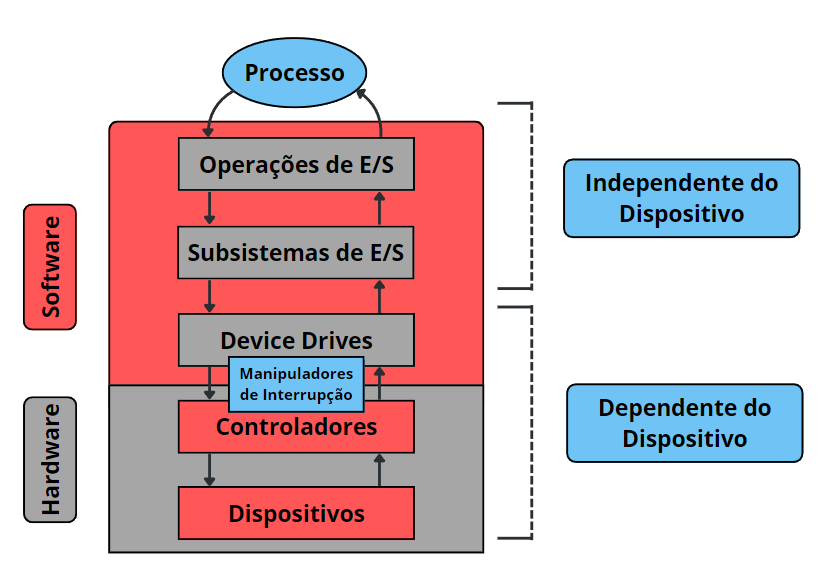 Processo
Operações de E/S
Subsistemas de E/S
Device Drives
Manipuladores
de Interrupção
Controladores
Dispositivos
Software
Hardware
Independente do
Dispositivo
Dependente do
Dispositivo